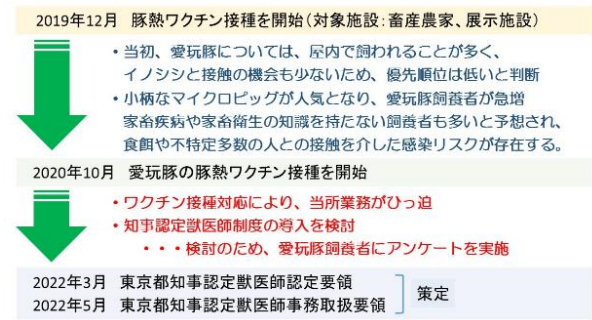 2019年12月　豚熱ワクチン接種を開始（対象施設：畜産農家、展示施設）
・当初、愛玩豚については、屋内で飼われることが多く、
イノシシと接触の機会も少ないため、優先順位は低いと判断
・小柄なマイクロピッグが人気となり、愛玩豚飼養者が急増
家畜疾病や家畜衛生の知識を持たない飼養者も多いと予想され、
食餌や不特定多数の人との接触を介した感染リスクが存在する。
2020年10月　愛玩豚の豚熱ワクチン接種を開始
・ワクチン接種対応により、当所業務がひっ迫
・知事認定獣医師制度の導入を検討
・・・検討のため、愛玩豚飼養者にアンケートを実施
2022年3月　東京都知事認定獣医師認定要領
2022年5月　東京都知事認定獣医師事務取扱要領
策定